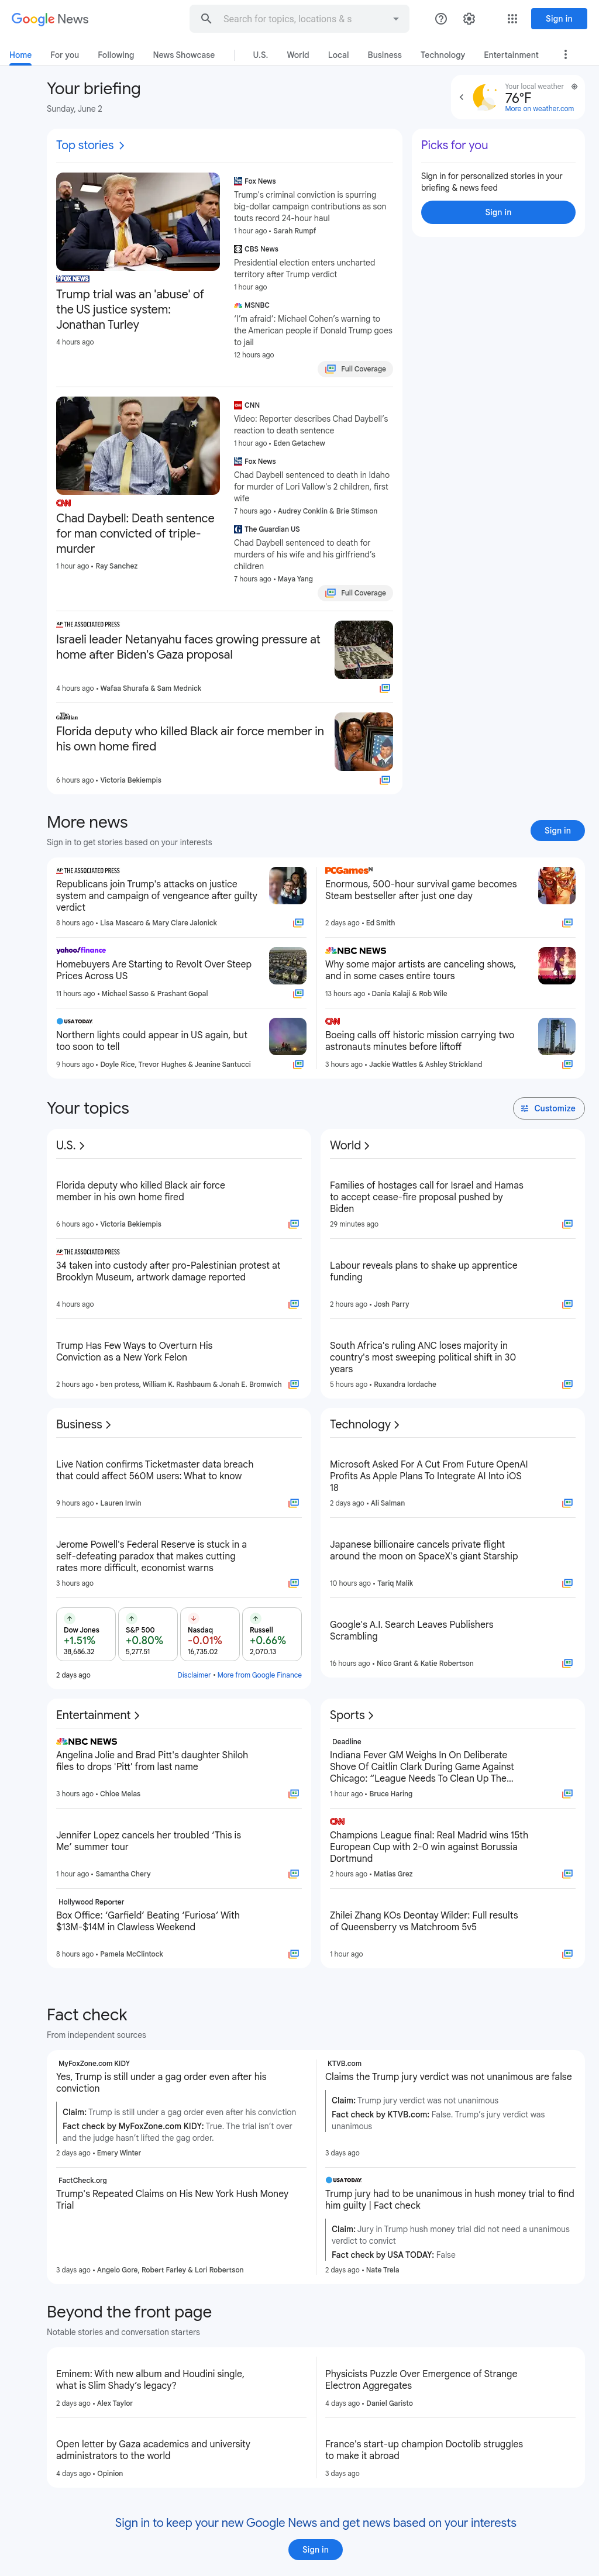 Google News
Search for topics, locations & s
Sign in
Home
For you
Following
News Showcase
U.S.
World
Local
Business
Technology
Entertainment
Your briefing
Sunday, June 2
Your local weather
76°F
More on weather.com
Top stories
FOX NEWS
Trump trial was an 'abuse' of
the US justice system:
Jonathan Turley
4 hours ago
Fox News
Trump's criminal conviction is spurring
big-dollar campaign contributions as son
touts record 24-hour haul
1 hour ago • Sarah Rumpf
CBS News
Presidential election enters uncharted
territory after Trump verdict
1 hour ago
MSNBC
'I'm afraid': Michael Cohen's warning to
the American people if Donald Trump goes
to jail
12 hours ago
Full Coverage
Picks for you
Sign in for personalized stories in your
briefing & news feed
Sign in
CNN
Chad Daybell: Death sentence
for man convicted of triple-
murder
1 hour ago • Ray Sanchez
CNN
Video: Reporter describes Chad Daybell's
reaction to death sentence
1 hour ago • Eden Getachew
Fox News
Chad Daybell sentenced to death in Idaho
for murder of Lori Vallow's 2 children, first
wife
7 hours ago • Audrey Conklin & Brie Stimson
The Guardian US
Chad Daybell sentenced to death for
murders of his wife and his girlfriend's
children
7 hours ago • Maya Yang
Full Coverage
AP THE ASSOCIATED PRESS
Israeli leader Netanyahu faces growing pressure at
home after Biden's Gaza proposal
4 hours ago • Wafaa Shurafa & Sam Mednick
The Guardian
Florida deputy who killed Black air force member in
his own home fired
6 hours ago • Victoria Bekiempis
More news
Sign in to get stories based on your interests
Sign in
AP THE ASSOCIATED PRESS
Republicans join Trump's attacks on justice
system and campaign of vengeance after guilty
verdict
8 hours ago • Lisa Mascaro & Mary Clare Jalonick
PCGamesN
Enormous, 500-hour survival game becomes
Steam bestseller after just one day
2 days ago • Ed Smith
yahoo/finance
Homebuyers Are Starting to Revolt Over Steep
Prices Across US
11 hours ago • Michael Sasso & Prashant Gopal
NBC NEWS
Why some major artists are canceling shows,
and in some cases entire tours
13 hours ago • Dania Kalaji & Rob Wile
USA TODAY
Northern lights could appear in US again, but
too soon to tell
9 hours ago • Doyle Rice, Trevor Hughes & Jeanine Santucci
CNN
Boeing calls off historic mission carrying two
astronauts minutes before liftoff
3 hours ago • Jackie Wattles & Ashley Strickland
Your topics
Customize
U.S.
Florida deputy who killed Black air force
member in his own home fired
6 hours ago • Victoria Bekiempis
AP THE ASSOCIATED PRESS
34 taken into custody after pro-Palestinian protest at
Brooklyn Museum, artwork damage reported
4 hours ago
Trump Has Few Ways to Overturn His
Conviction as a New York Felon
2 hours ago • ben protess, William K. Rashbaum & Jonah E. Bromwich
World
Families of hostages call for Israel and Hamas
to accept cease-fire proposal pushed by
Biden
29 minutes ago
Labour reveals plans to shake up apprentice
funding
2 hours ago • Josh Parry
South Africa's ruling ANC loses majority in
country's most sweeping political shift in 30
years
5 hours ago • Ruxandra Iordache
Business
Live Nation confirms Ticketmaster data breach
that could affect 560M users: What to know
9 hours ago • Lauren Irwin
Jerome Powell's Federal Reserve is stuck in a
self-defeating paradox that makes cutting
rates more difficult, economist warns
3 hours ago
Dow Jones
+1.51%
38,686.32
S&P 500
+0.80%
5,277.51
Nasdaq
-0.01%
16,735.02
Russell
+0.66%
2,070.13
2 days ago
Disclaimer • More from Google Finance
Technology
Microsoft Asked For A Cut From Future OpenAI
Profits As Apple Plans To Integrate AI Into iOS
18
2 days ago • Ali Salman
Japanese billionaire cancels private flight
around the moon on SpaceX's giant Starship
10 hours ago • Tariq Malik
Google's A.I. Search Leaves Publishers
Scrambling
16 hours ago • Nico Grant & Katie Robertson
Entertainment
NBC NEWS
Angelina Jolie and Brad Pitt's daughter Shiloh
files to drops 'Pitt' from last name
3 hours ago • Chloe Melas
Jennifer Lopez cancels her troubled 'This is
Me' summer tour
1 hour ago • Samantha Chery
Hollywood Reporter
Box Office: 'Garfield' Beating 'Furiosa' With
$13M-$14M in Clawless Weekend
8 hours ago • Pamela McClintock
Sports
Deadline
Indiana Fever GM Weighs In On Deliberate
Shove Of Caitlin Clark During Game Against
Chicago: "League Needs To Clean Up The...
1 hour ago • Bruce Haring
CNN
Champions League final: Real Madrid wins 15th
European Cup with 2-0 win against Borussia
Dortmund
2 hours ago • Matias Grez
Zhilei Zhang KOs Deontay Wilder: Full results
of Queensberry vs Matchroom 5v5
1 hour ago
Fact check
From independent sources
MyFoxZone.com KIDY
Yes, Trump is still under a gag order even after his
conviction
Claim: Trump is still under a gag order even after his conviction
Fact check by MyFoxZone.com KIDY: True. The trial isn't over
and the judge hasn't lifted the gag order.
2 days ago • Emery Winter
KTVB.com
Claims the Trump jury verdict was not unanimous are false
Claim: Trump jury verdict was not unanimous
Fact check by KTVB.com: False. Trump's jury verdict was
unanimous
3 days ago
FactCheck.org
Trump's Repeated Claims on His New York Hush Money
Trial
3 days ago • Angelo Gore, Robert Farley & Lori Robertson
USA TODAY
Trump jury had to be unanimous in hush money trial to find
him guilty | Fact check
Claim: Jury in Trump hush money trial did not need a unanimous
verdict to convict
Fact check by USA TODAY: False
2 days ago • Nate Trela
Beyond the front page
Notable stories and conversation starters
Eminem: With new album and Houdini single,
what is Slim Shady's legacy?
2 days ago • Alex Taylor
Physicists Puzzle Over Emergence of Strange
Electron Aggregates
4 days ago • Daniel Garisto
Open letter by Gaza academics and university
administrators to the world
4 days ago • Opinion
France's start-up champion Doctolib struggles
to make it abroad
3 days ago
Sign in to keep your new Google News and get news based on your interests
Sign in